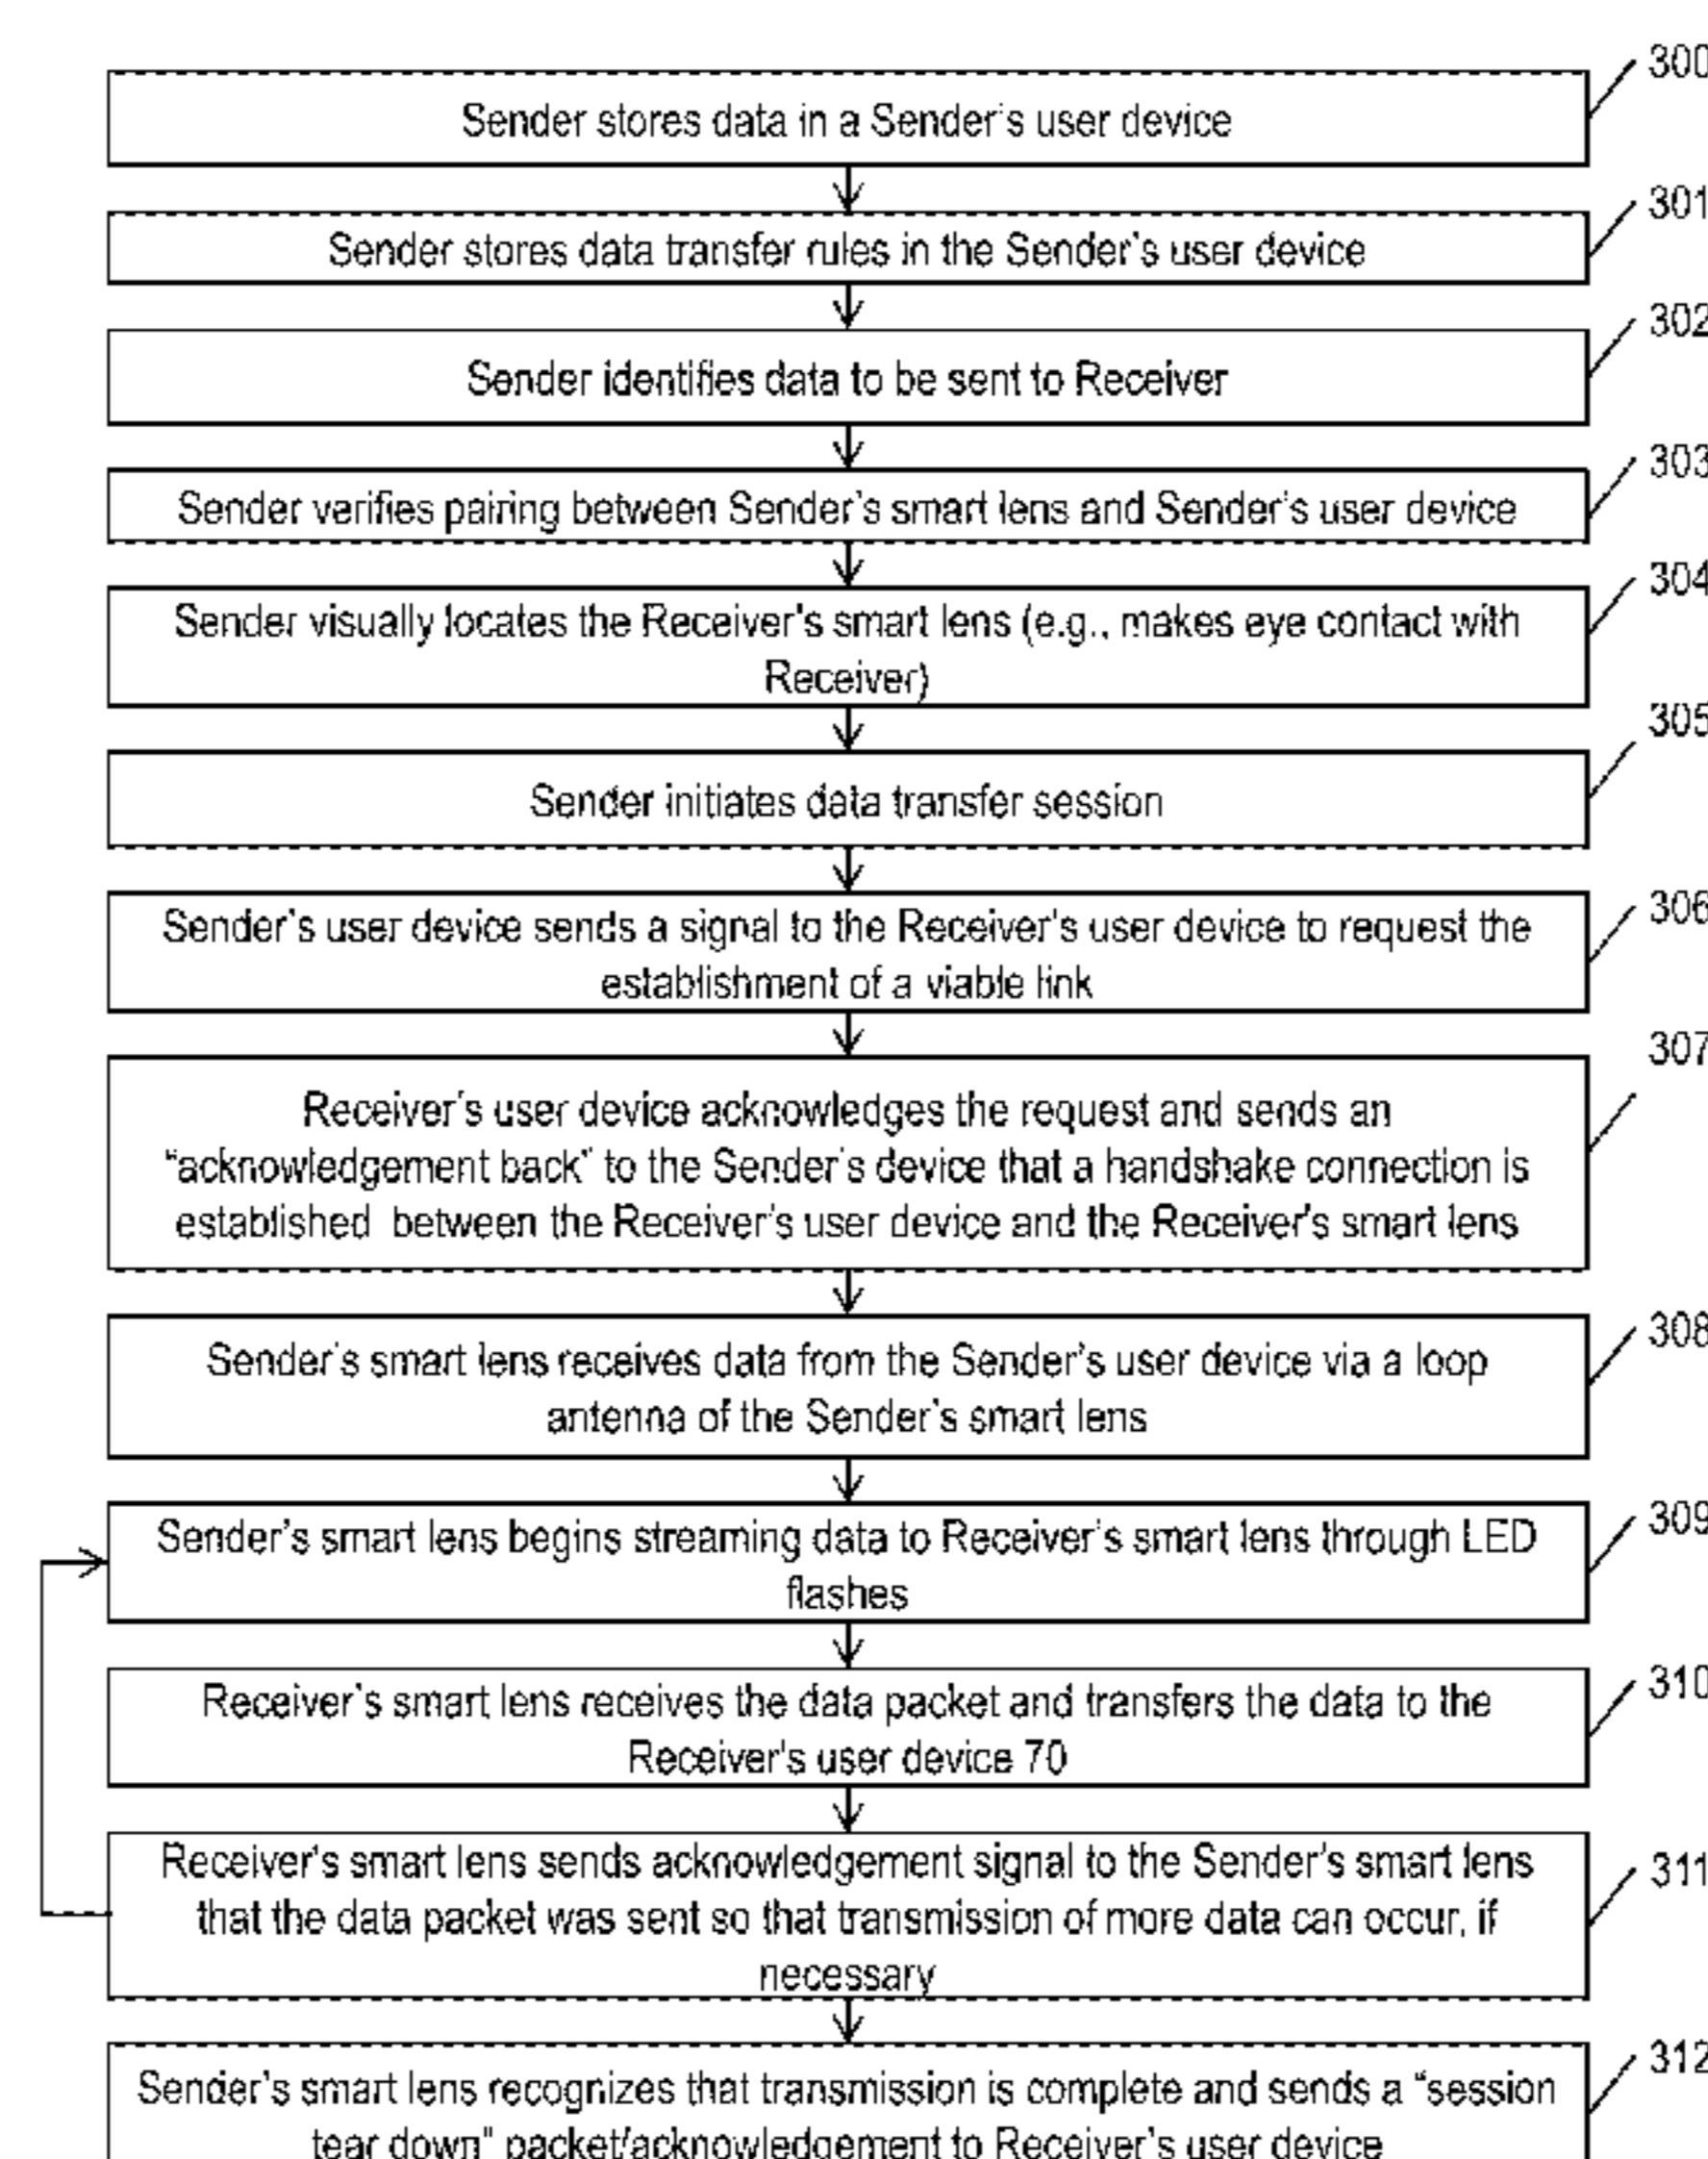 300
Sender stores data in a Sender's user device
301
Sender stores data transfer rules in the Sender's user device
302
Sender identifies data to be sent to Receiver
303
Sender verifies pairing between Sender's smart lens and Sender's user device
304
Sender visually locates the Receiver's smart lens (e.g., makes eye contact with
Receiver)
305
Sender initiates data transfer session
306
Sender's user device sends a signal to the Receiver's user device to request the
establishment of a viable link
307
Receiver's user device acknowledges the request and sends an
"acknowledgement back" to the Sender's device that a handshake connection is
established between the Receiver's user device and the Receiver's smart lens
308
Sender's smart lens receives data from the Sender's user device via a loop
antenna of the Sender's smart lens
309
Sender's smart lens begins streaming data to Receiver's smart lens through LED
flashes
310
Receiver's smart lens receives the data packet and transfers the data to the
Receiver's user device 70
311
Receiver's smart lens sends acknowledgement signal to the Sender's smart lens
that the data packet was sent so that transmission of more data can occur, if
necessary
312
Sender's smart lens recognizes that transmission is complete and sends a "session
tear down" packet/acknowledgement to Receiver's user device